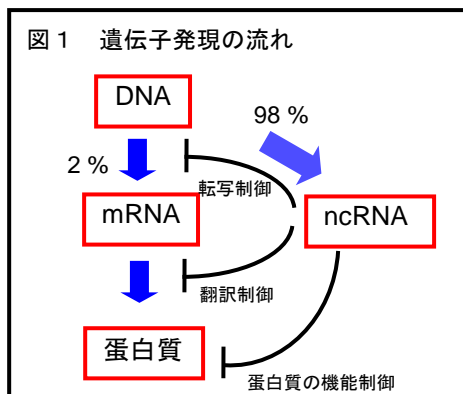 図１　遺伝子発現の流れ
DNA
98 %
2 %
転写制御
mRNA
ncRNA
翻訳制御
蛋白質
蛋白質の機能制御